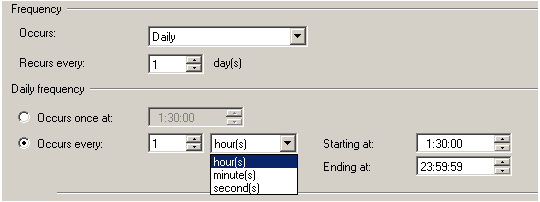 Frequency
Occurs: Daily
Recurs every: 1 day(s)
Daily frequency
Occurs once at: 1:30:00
Occurs every: 1 hour(s) Starting at: 1:30:00
hour(s)
minute(s) Ending at: 23:59:59
second(s)